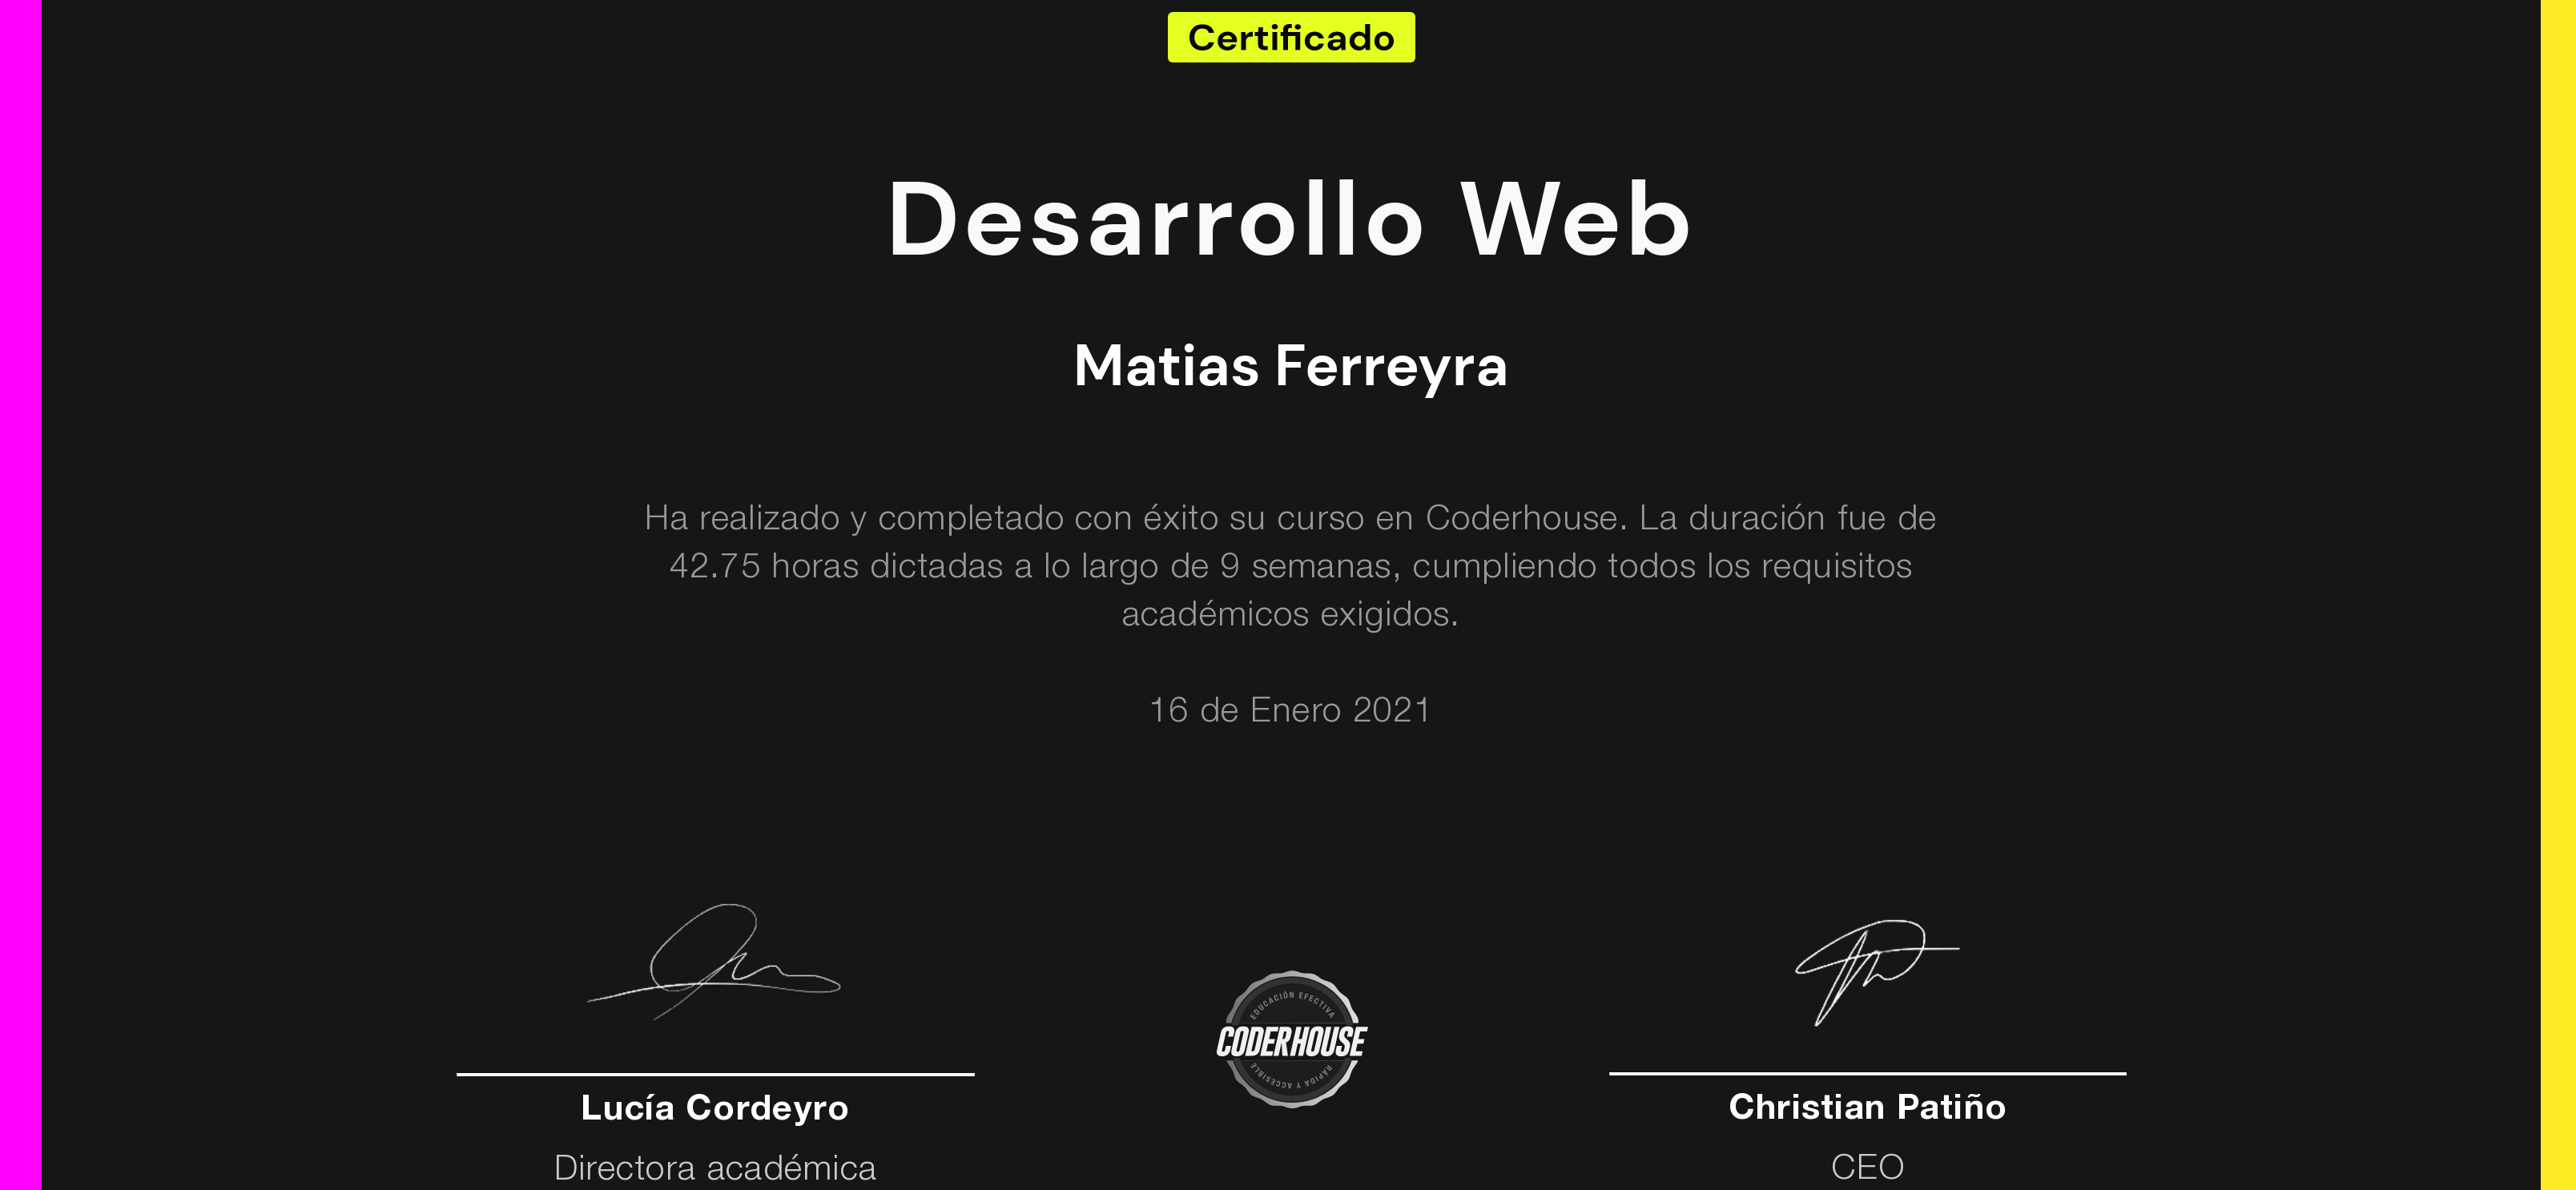 Certificado
Desarrollo Web
Matias Ferreyra
Ha realizado y completado con éxito su curso en Coderhouse. La duración fue de
42.75 horas dictadas a lo largo de 9 semanas, cumpliendo todos los requisitos
académicos exigidos.
16 de Enero 2021
EDUCACIÓN EFECTIVA
CODERHOUSE
RÁPIDA Y ACCESIBLE
Lucía Cordeyro
Directora académica
Christian Patiño
CEO